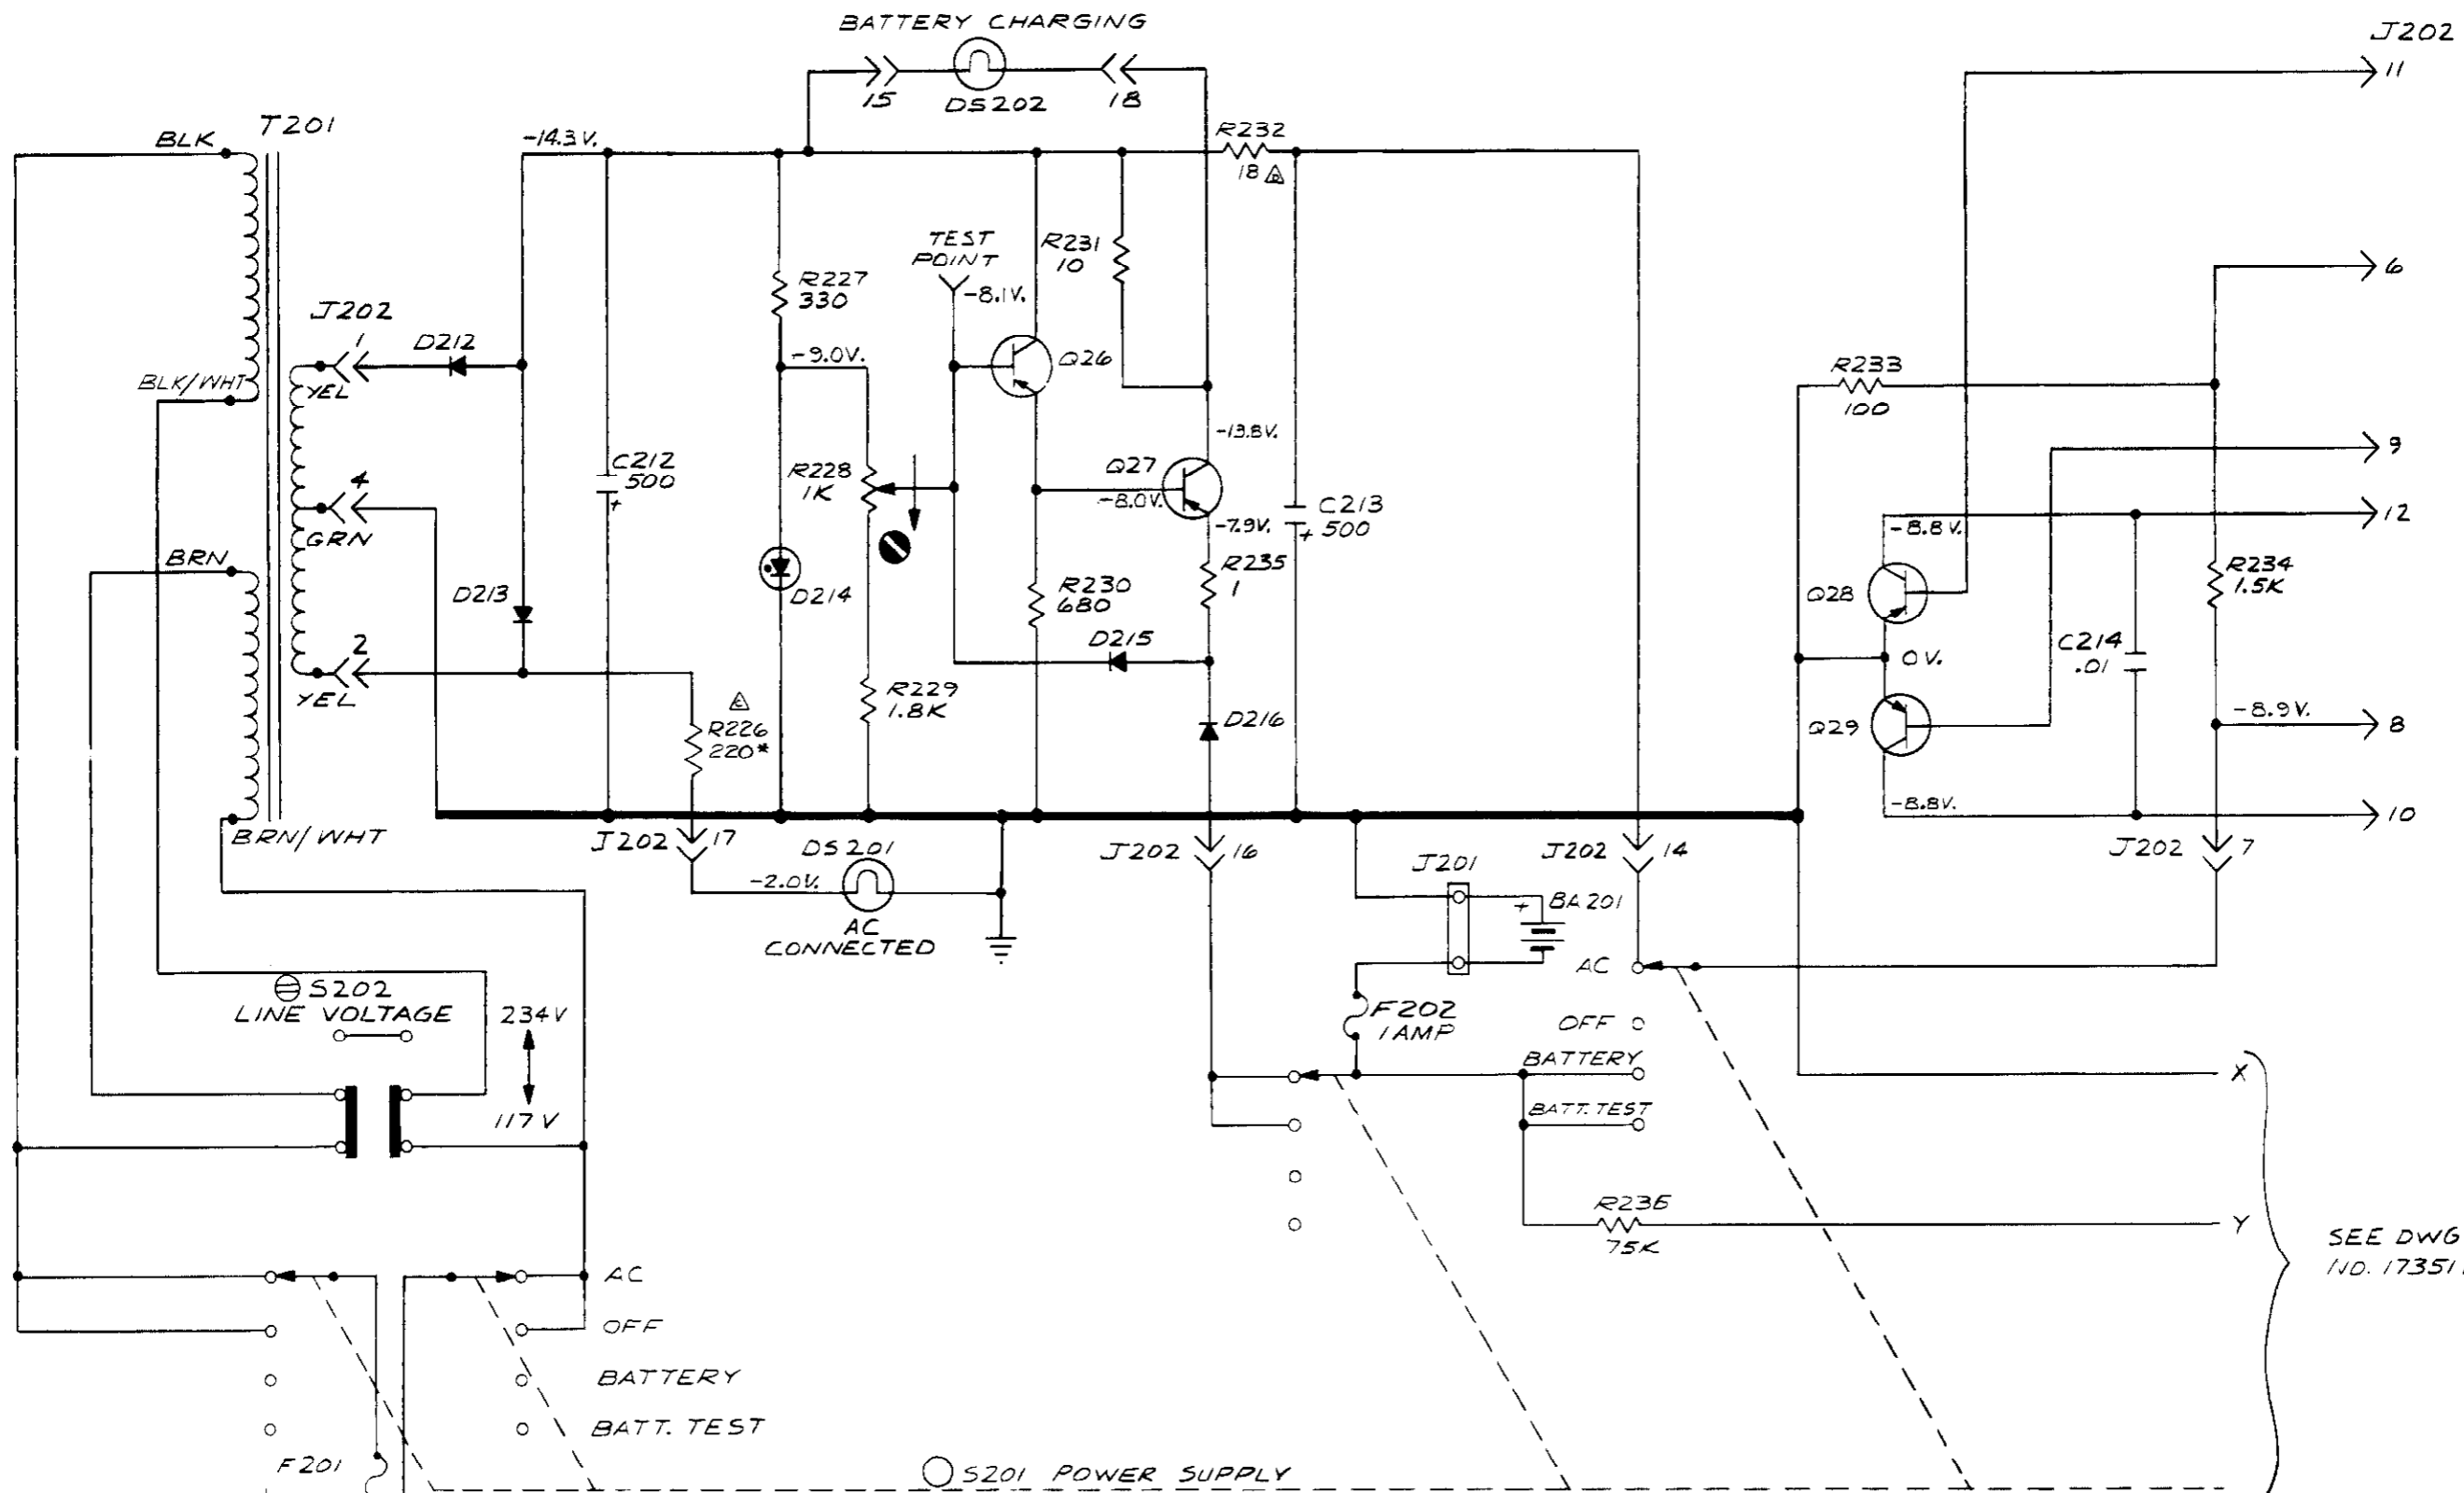 BATTERY CHARGING
15
DS202
18
J202
11
T201
BLK
-14.3V.
R232
18
TEST
POINT
-8.1V.
R231
10
6
R227
330
J202
1
YEL
D212
-9.0V.
Q26
BLK/WHT
R233
100
-13.8V.
9
C212
500
+
R228
1K
Q27
-8.0V.
-7.9V.
C213
+ 500
4
GRN
-8.8V.
12
BRN
D213
D214
R230
680
R235
1
Q28
R234
1.5K
D215
0V.
C214
.01
2
YEL
R226
220*
R229
1.8K
D216
Q29
-8.9V.
8
-8.8V.
10
BRN/WHT
J202
17
DS201
-2.0V.
AC
CONNECTED
J202
16
J201
+
BA201
J202
14
J202
7
AC
S202
LINE VOLTAGE
234V
117V
F202
1AMP
OFF
BATTERY
BATT. TEST
X
R236
75K
Y
SEE DWG
NO. 17351
AC
OFF
BATTERY
BATT. TEST
F201
S201 POWER SUPPLY